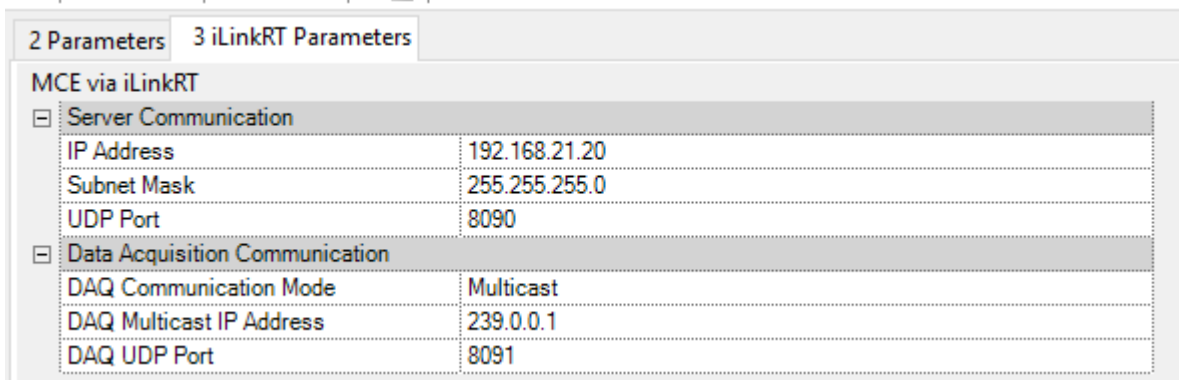 2 Parameters 3 iLinkRT Parameters
MCE via iLinkRT
Server Communication
IP Address 192.168.21.20
Subnet Mask 255.255.255.0
UDP Port 8090
Data Acquisition Communication
DAQ Communication Mode Multicast
DAQ Multicast IP Address 239.0.0.1
DAQ UDP Port 8091